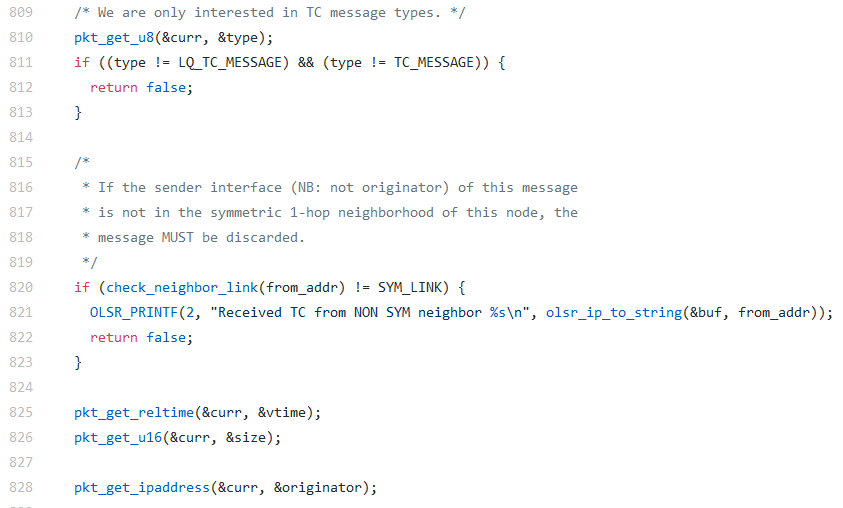 809 /* We are only interested in TC message types. */
810 pkt_get_u8(&curr, &type);
811 if ((type != LQ_TC_MESSAGE) && (type != TC_MESSAGE)) {
812 return false;
813 }
814
815 /*
816 * If the sender interface (NB: not originator) of this message
817 * is not in the symmetric 1-hop neighborhood of this node, the
818 * message MUST be discarded.
819 */
820 if (check_neighbor_link(from_addr) != SYM_LINK) {
821 OLSR_PRINTF(2, "Received TC from NON SYM neighbor %s\n", olsr_ip_to_string(&buf, from_addr));
822 return false;
823 }
824
825 pkt_get_reltime(&curr, &vtime);
826 pkt_get_u16(&curr, &size);
827
828 pkt_get_ipaddress(&curr, &originator);